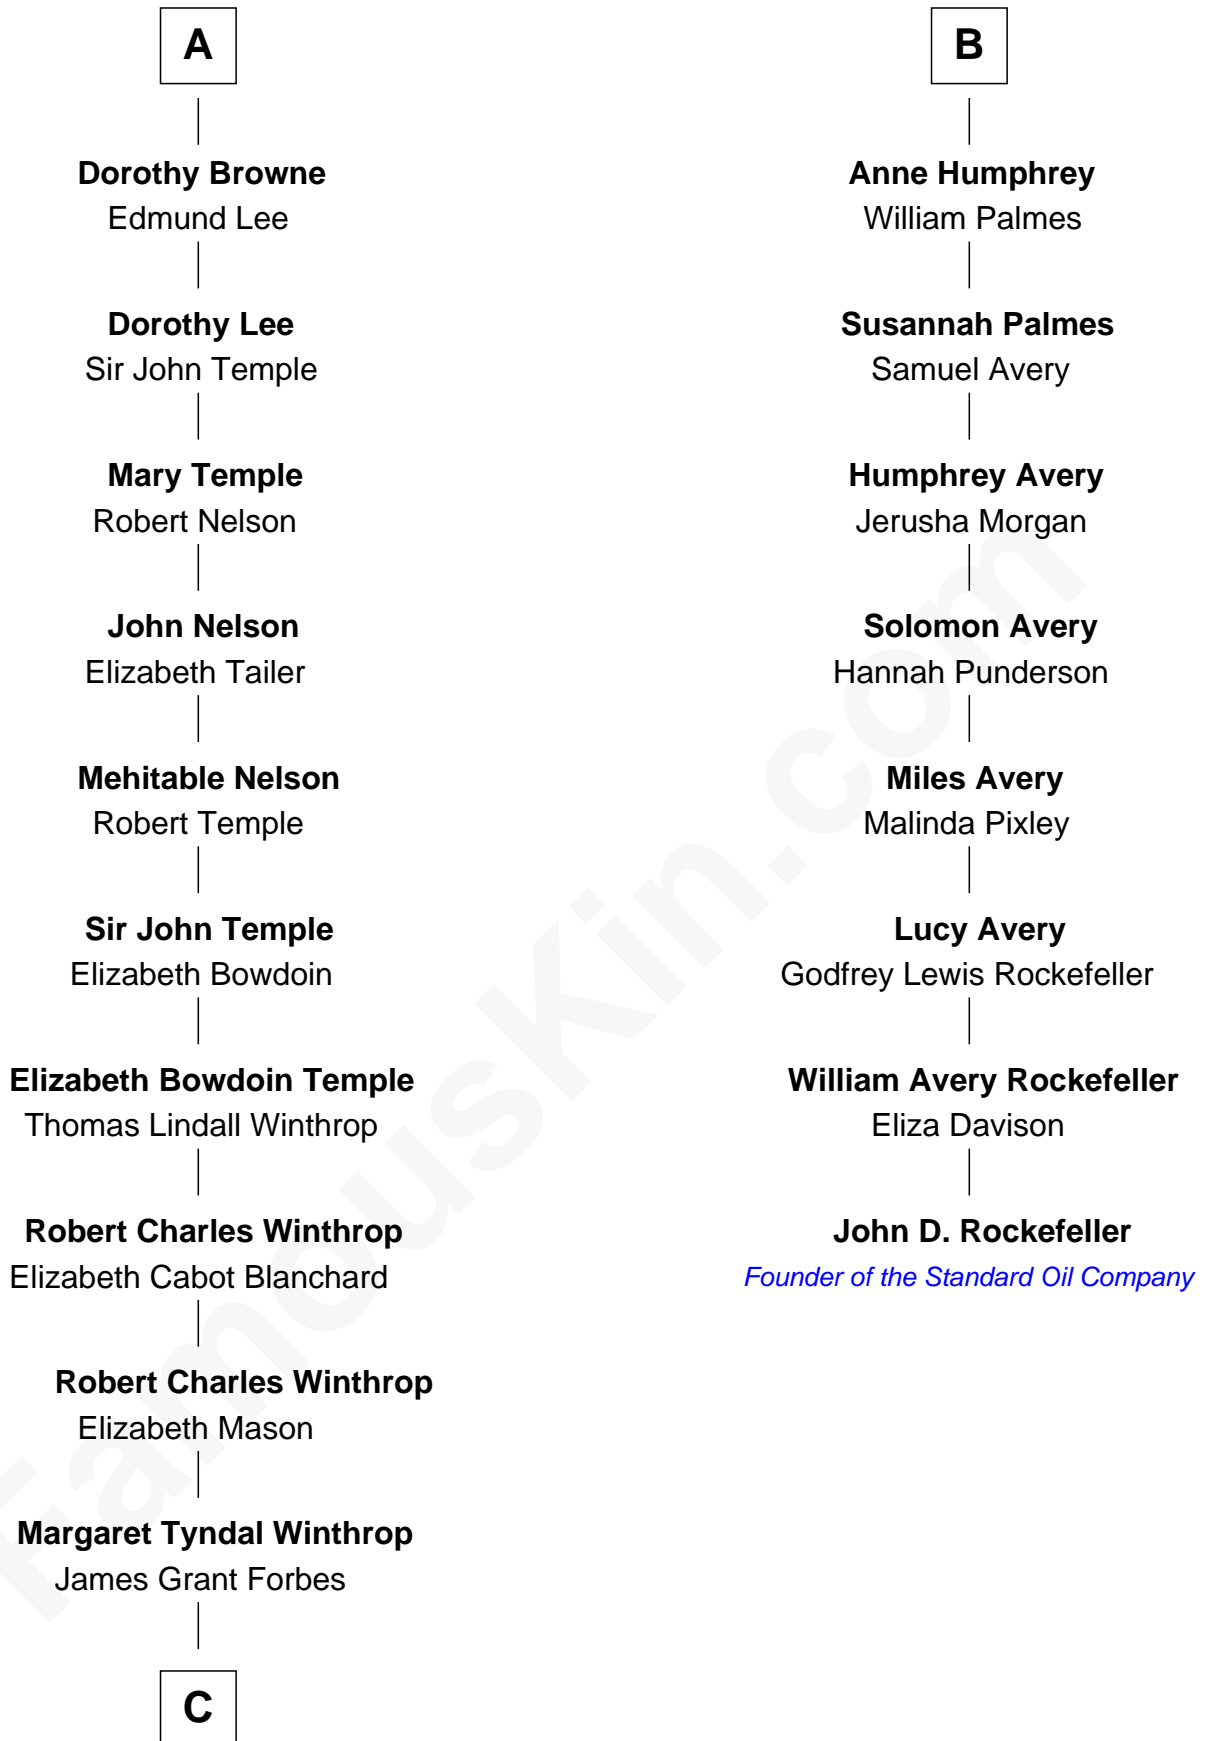 A
Dorothy Browne
Edmund Lee
Dorothy Lee
Sir John Temple
Mary Temple
Robert Nelson
John Nelson
Elizabeth Tailer
Mehitable Nelson
Robert Temple
Sir John Temple
Elizabeth Bowdoin
Elizabeth Bowdoin Temple
Thomas Lindall Winthrop
Robert Charles Winthrop
Elizabeth Cabot Blanchard
Robert Charles Winthrop
Elizabeth Mason
Margaret Tyndal Winthrop
James Grant Forbes
C
B
Anne Humphrey
William Palmes
Susannah Palmes
Samuel Avery
Humphrey Avery
Jerusha Morgan
Solomon Avery
Hannah Punderson
Miles Avery
Malinda Pixley
Lucy Avery
Godfrey Lewis Rockefeller
William Avery Rockefeller
Eliza Davison
John D. Rockefeller
Founder of the Standard Oil Company
FamousKin.com